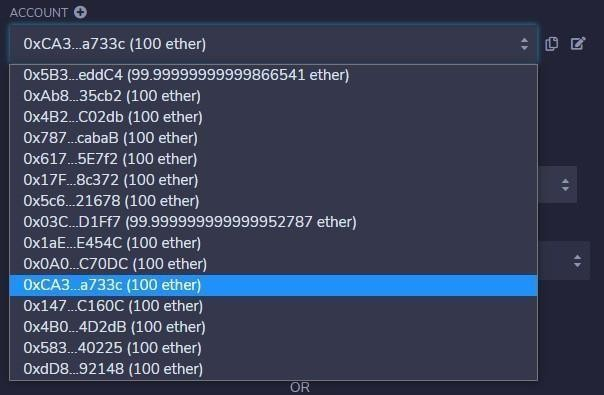 ACCOUNT
0xCA3...a733c (100 ether)
0x5B3...eddC4 (99.99999999999866541 ether)
0xAb8...35cb2 (100 ether)
0x4B2...C02db (100 ether)
0x787...cabaB (100 ether)
0x617...5E7f2 (100 ether)
0x17F...8c372 (100 ether)
0x5c6...21678 (100 ether)
0x03C...D1Ff7 (99.999999999999952787 ether)
0x1aE...E454C (100 ether)
0x0A0...C70DC (100 ether)
0xCA3...a733c (100 ether)
0x147...C160C (100 ether)
0x4B0...4D2dB (100 ether)
0x583...40225 (100 ether)
0xdD8...92148 (100 ether)
OR